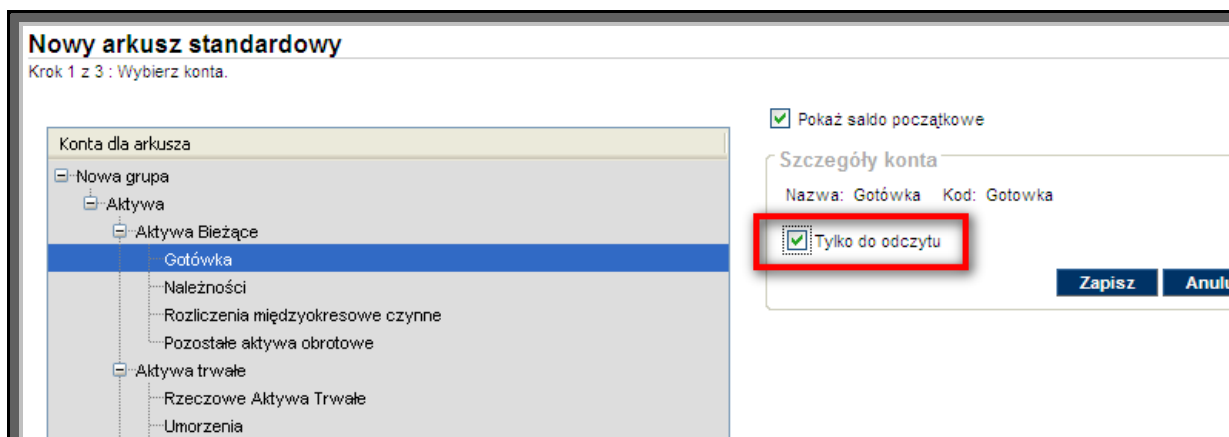 Nowy arkusz standardowy
Krok 1 z 3 : Wybierz konta.
Konta dla arkusza
Nowa grupa
Aktywa
Aktywa Bieżące
Gotówka
Należności
Rozliczenia międzyokresowe czynne
Pozostałe aktywa obrotowe
Aktywa trwałe
Rzeczowe Aktywa Trwałe
Umorzenia
Pokaż saldo początkowe
Szczegóły konta
Nazwa: Gotówka Kod: Gotowka
Tylko do odczytu
Zapisz Anulu